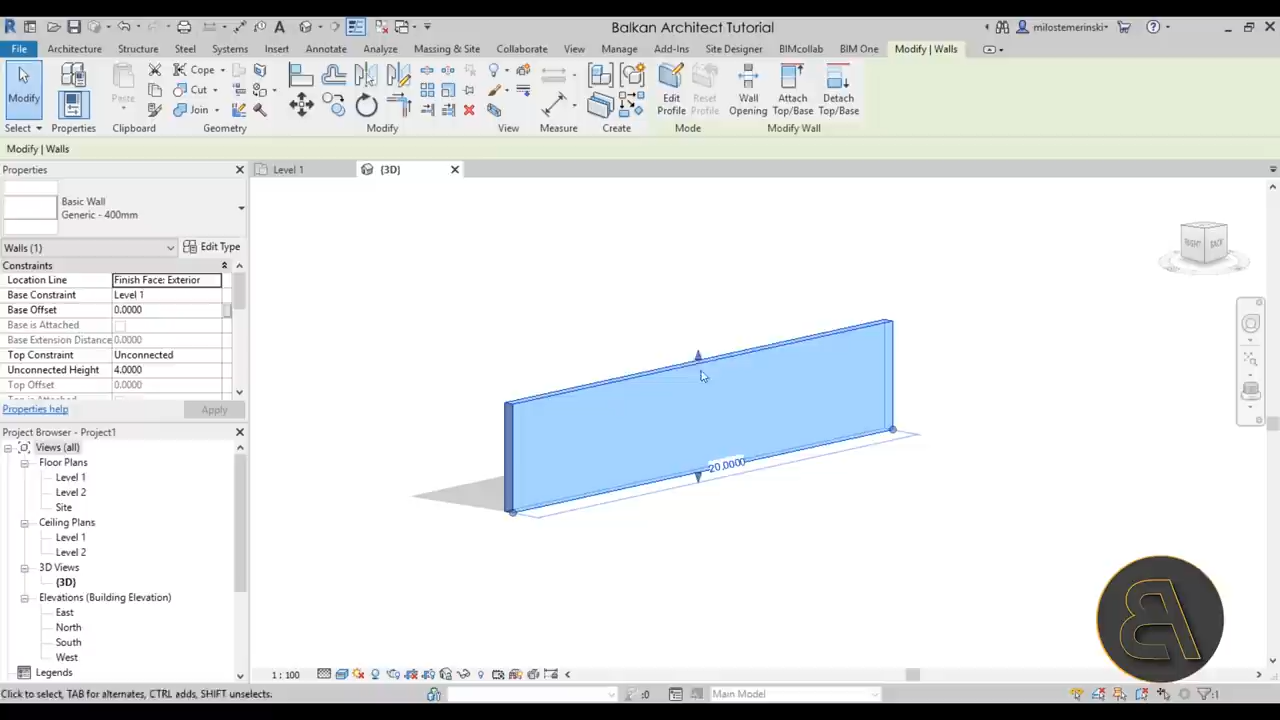 Balkan Architect Tutorial
milostemerinski
File Architecture Structure Steel Systems Insert Annotate Analyze Massing & Site Collaborate View Manage Add-Ins Site Designer BIMcollab BIM One Modify | Walls
Modify
Paste
Cope
Cut
Join
Edit Profile
Reset Profile
Wall Opening
Attach Top/Base
Detach Top/Base
Select Properties Clipboard Geometry Modify View Measure Create Mode Modify Wall
Modify | Walls
Properties
Level 1
{3D}
Basic Wall
Generic - 400mm
Walls (1)
Edit Type
Constraints
Location Line Finish Face: Exterior
Base Constraint Level 1
Base Offset 0.0000
Base is Attached
Base Extension Distance 0.0000
Top Constraint Unconnected
Unconnected Height 4.0000
Top Offset 0.0000
Properties help
Apply
Project Browser - Project1
Views (all)
Floor Plans
Level 1
Level 2
Site
Ceiling Plans
Level 1
Level 2
3D Views
{3D}
Elevations (Building Elevation)
East
North
South
West
Legends
RIGHT BACK
20.0000
1 : 100
Click to select, TAB for alternates, CTRL adds, SHIFT unselects.
:0
Main Model
:1